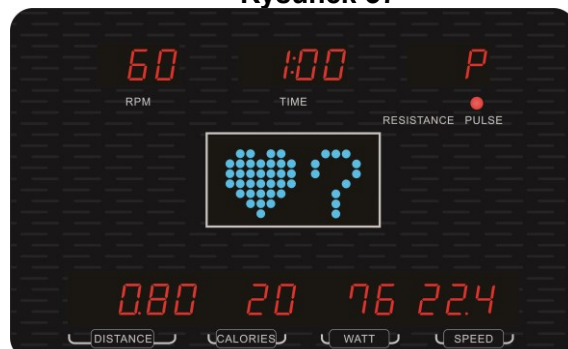 60 1:00 P
RPM TIME
RESISTANCE PULSE
?
0.80 20 76 22.4
DISTANCE CALORIES WATT SPEED